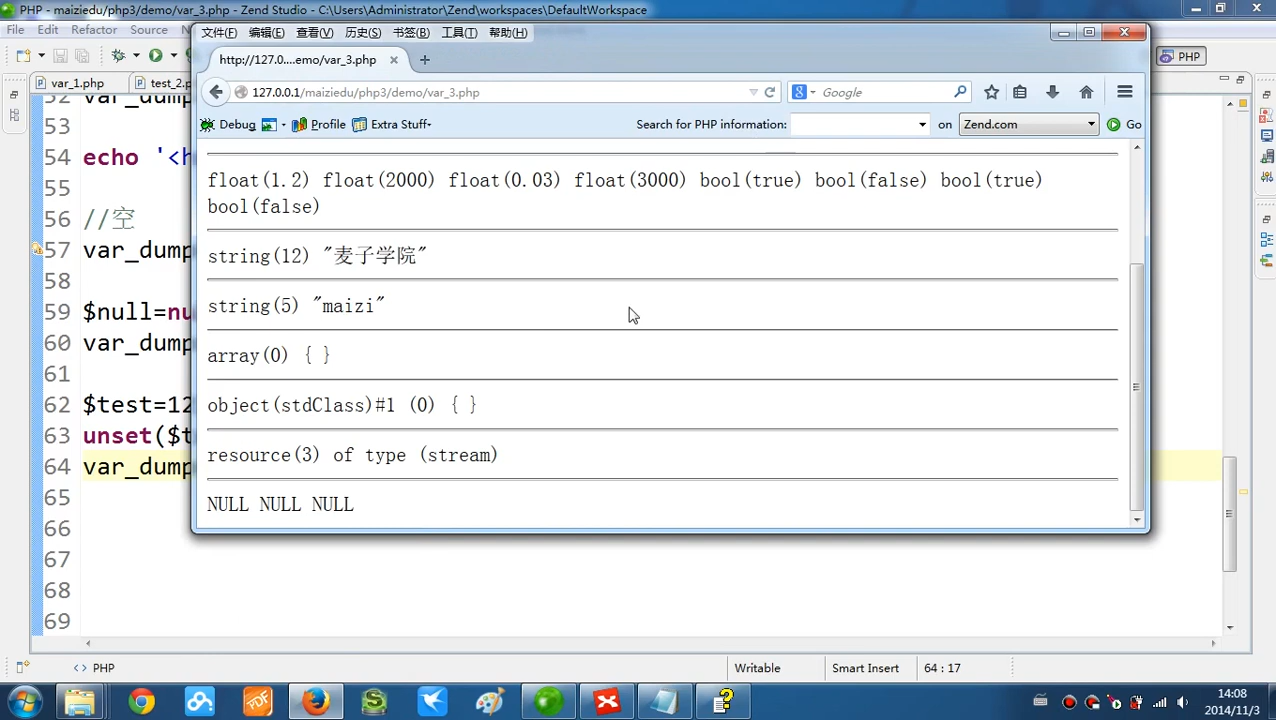 PHP - maiziedu/php3/demo/var_3.php - Zend Studio - C:\Users\Administrator\Zend\workspaces\DefaultWorkspace
File Edit Refactor Source
文件(F) 编辑(E) 查看(V) 历史(S) 书签(B) 工具(T) 帮助(H)
http://127.0....emo/var_3.php × +
PHP
var_1.php test_2.p
127.0.0.1/maiziedu/php3/demo/var_3.php
Google
Debug Profile Extra Stuff
Search for PHP information: on Zend.com Go
52 var_dump
53
54 echo '<h
55
56 //空
57 var_dump
58
59 $null=nu
60 var_dump
61
62 $test=12
63 unset($t
64 var_dump
65
66
67
68
69
float(1.2) float(2000) float(0.03) float(3000) bool(true) bool(false) bool(true)
bool(false)
string(12) "麦子学院"
string(5) "maizi"
array(0) { }
object(stdClass)#1 (0) { }
resource(3) of type (stream)
NULL NULL NULL
PHP Writable Smart Insert 64 : 17
14:08
2014/11/3